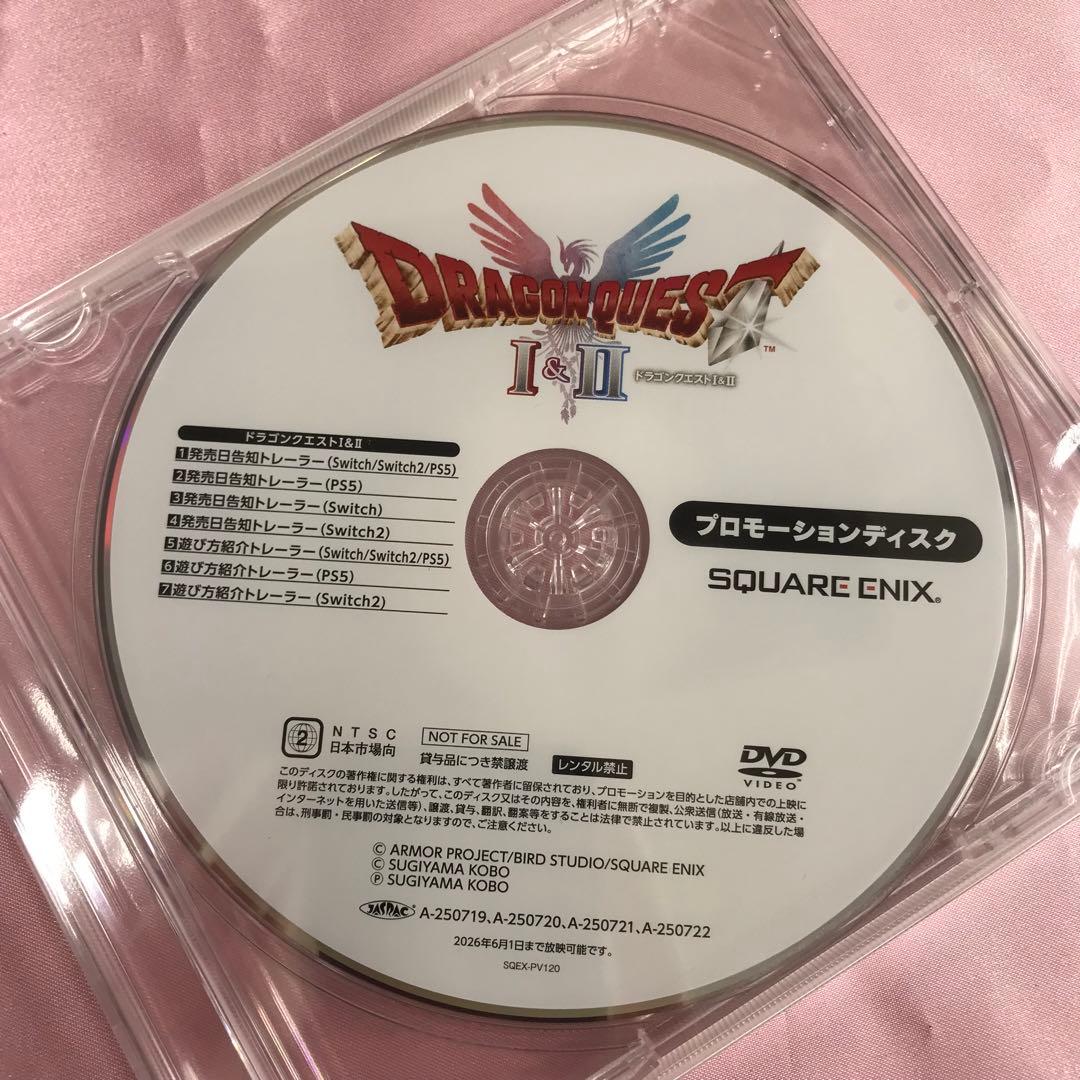 DRAGON QUEST
TM
I & II
ドラゴンクエストI&II
ドラゴンクエストI&II
1 発売日告知トレーラー(Switch/Switch2/PS5)
2 発売日告知トレーラー(PS5)
3 発売日告知トレーラー(Switch)
4 発売日告知トレーラー(Switch2)
5 遊び方紹介トレーラー(Switch/Switch2/PS5)
6 遊び方紹介トレーラー(PS5)
7 遊び方紹介トレーラー(Switch2)
プロモーションディスク
SQUARE ENIX®
2
NTSC
日本市場向
NOT FOR SALE
貸与品につき禁譲渡
レンタル禁止
DVD
VIDEO
このディスクの著作権に関する権利は、すべて著作者に留保されており、プロモーションを目的とした店舗内での上映に
限り許諾されております。したがって、このディスク又はその内容を、権利者に無断で複製、公衆送信(放送・有線放送・
インターネットを用いた送信等)、譲渡、貸与、翻訳、翻案等をすることは法律で禁止されています。以上に違反した場
合は、刑事罰・民事罰の対象となりますので、ご注意ください。
© ARMOR PROJECT/BIRD STUDIO/SQUARE ENIX
© SUGIYAMA KOBO
℗ SUGIYAMA KOBO
JASRAC A-250719、A-250720、A-250721、A-250722
2026年6月1日まで放映可能です。
SQEX-PV120